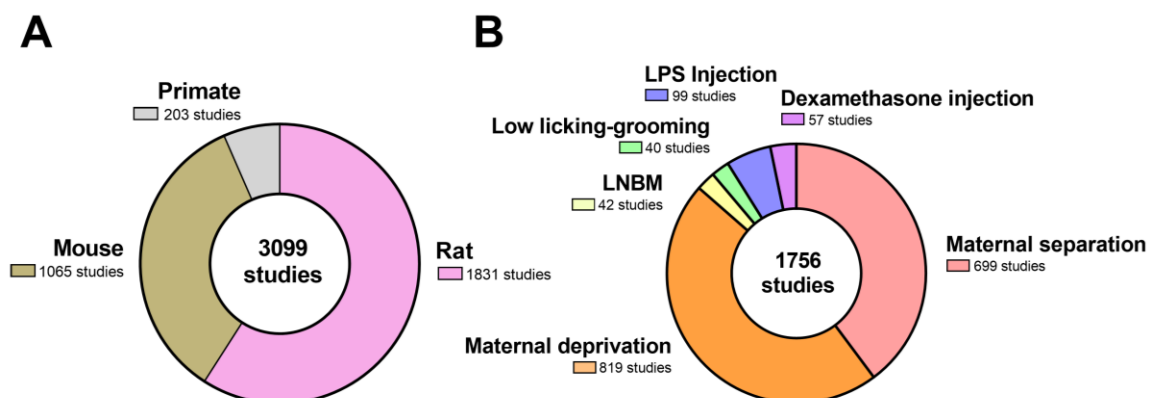 A
Primate
203 studies
Mouse
1065 studies
3099
studies
Rat
1831 studies
B
LPS Injection
99 studies
Dexamethasone injection
57 studies
Low licking-grooming
40 studies
LNBM
42 studies
1756
studies
Maternal separation
699 studies
Maternal deprivation
819 studies